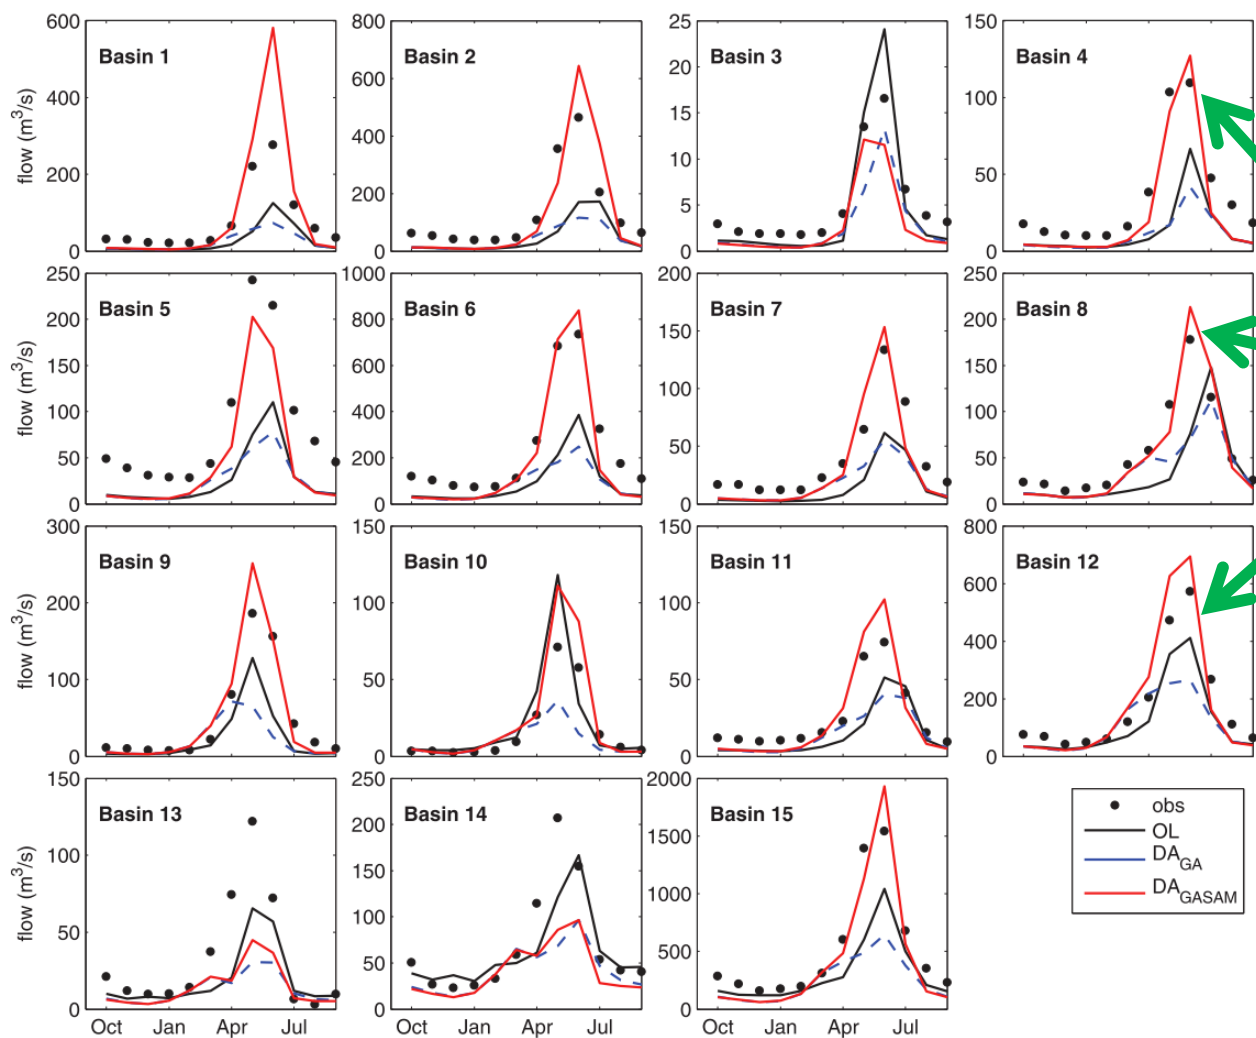 600
400
200
0
flow (m³/s)
Basin 1
800
600
400
200
0
Basin 2
25
20
15
10
5
0
Basin 3
150
100
50
0
Basin 4
250
200
150
100
50
0
flow (m³/s)
Basin 5
1000
800
600
400
200
0
Basin 6
200
150
100
50
0
Basin 7
250
200
150
100
50
0
Basin 8
300
200
100
0
flow (m³/s)
Basin 9
150
100
50
0
Basin 10
150
100
50
0
Basin 11
800
600
400
200
0
Basin 12
150
100
50
0
flow (m³/s)
Basin 13
Oct Jan Apr Jul
250
200
150
100
50
0
Basin 14
Oct Jan Apr Jul
2000
1500
1000
500
0
Basin 15
Oct Jan Apr Jul
obs
OL
DA_GA
DA_GASAM